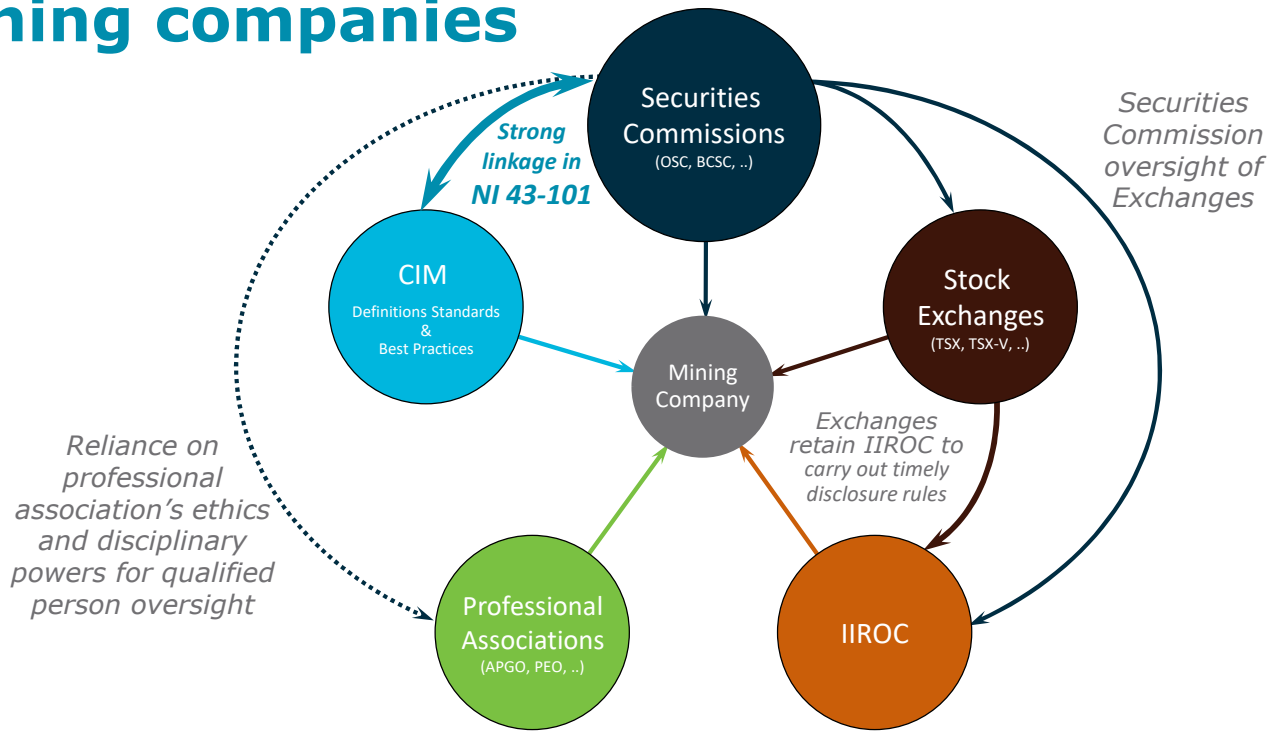 ning companies
Securities
Commissions
(OSC, BCSC, ..)
Securities
Commission
oversight of
Exchanges
Strong
linkage in
NI 43-101
CIM
Definitions Standards
&
Best Practices
Stock
Exchanges
(TSX, TSX-V, ..)
Mining
Company
Exchanges
retain IIROC to
carry out timely
disclosure rules
Reliance on
professional
association's ethics
and disciplinary
powers for qualified
person oversight
Professional
Associations
(APGO, PEO, ..)
IIROC